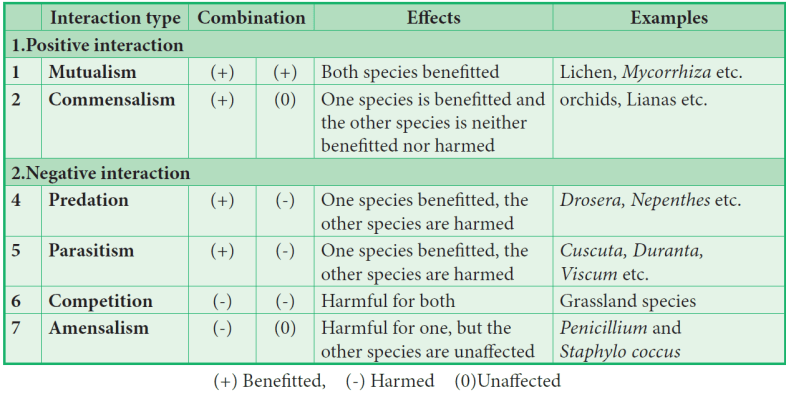 Interaction type Combination Effects Examples
1.Positive interaction
1 Mutualism (+) (+) Both species benefitted Lichen, Mycorrhiza etc.
2 Commensalism (+) (0) One species is benefitted and orchids, Lianas etc.
the other species is neither
benefitted nor harmed
2.Negative interaction
4 Predation (+) (-) One species benefitted, the Drosera, Nepenthes etc.
other species are harmed
5 Parasitism (+) (-) One species benefitted, the Cuscuta, Duranta,
other species are harmed Viscum etc.
6 Competition (-) (-) Harmful for both Grassland species
7 Amensalism (-) (0) Harmful for one, but the Penicillium and
other species are unaffected Staphylo coccus
(+) Benefitted, (-) Harmed (0)Unaffected